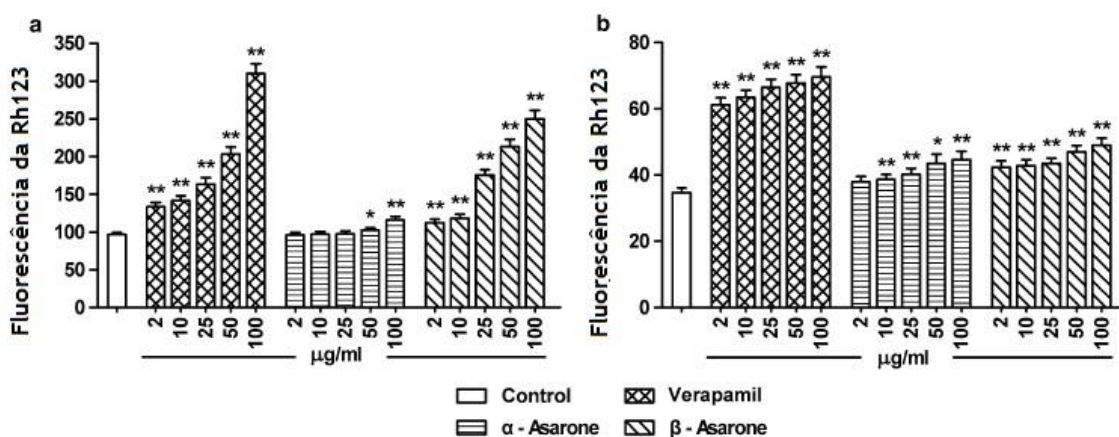 a
Fluorescência da Rh123
350
300
250
200
150
100
50
0
** ** ** ** **
* **
** ** ** ** **
2 10 25 50 100 2 10 25 50 100 2 10 25 50 100
μg/ml
b
Fluorescência da Rh123
80
60
40
20
0
** ** ** ** **
** ** * **
** ** ** ** **
2 10 25 50 100 2 10 25 50 100 2 10 25 50 100
μg/ml
Control Verapamil
α - Asarone β - Asarone